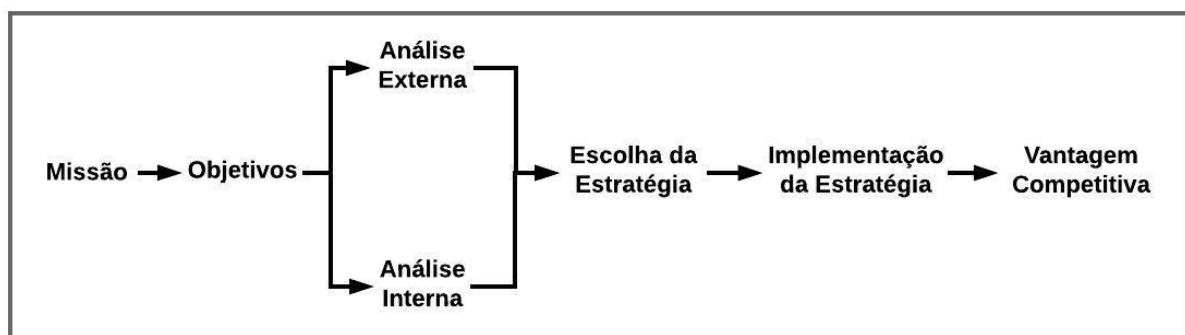 Missão
Objetivos
Análise
Externa
Análise
Interna
Escolha da
Estratégia
Implementação
da Estratégia
Vantagem
Competitiva